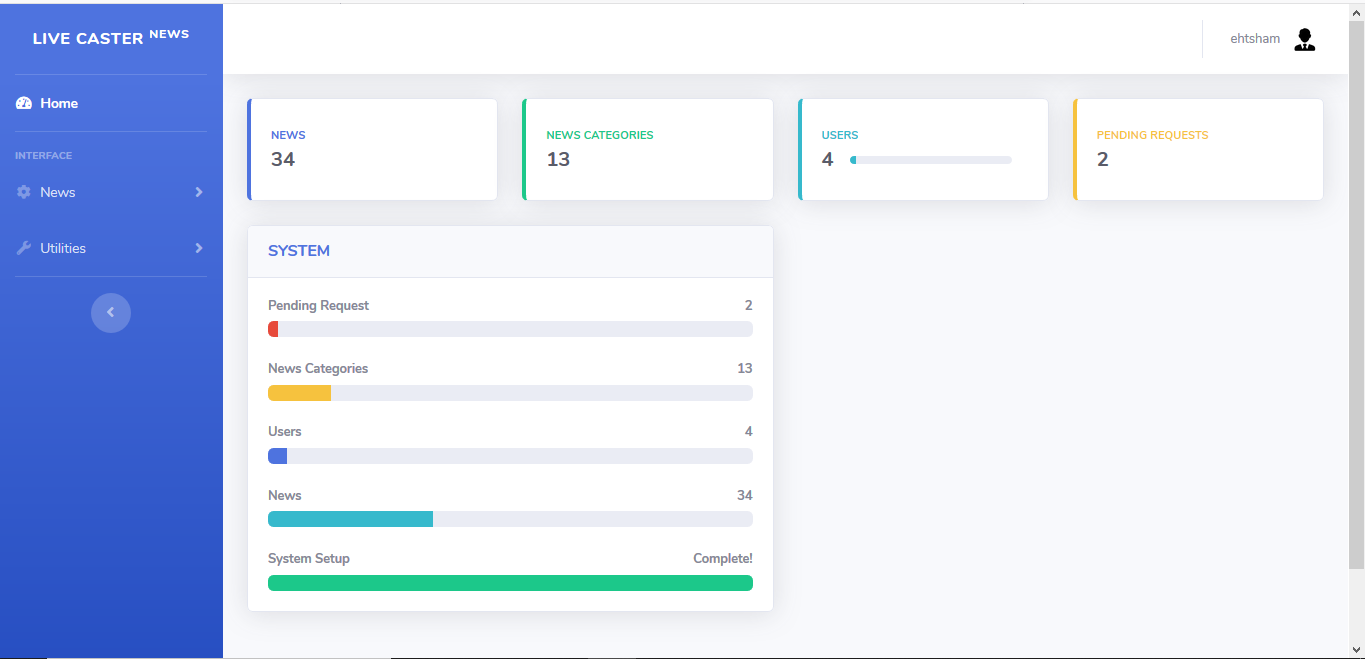 LIVE CASTER NEWS
ehtsham
Home
INTERFACE
News
Utilities
NEWS
34
NEWS CATEGORIES
13
USERS
4
PENDING REQUESTS
2
SYSTEM
Pending Request 2
News Categories 13
Users 4
News 34
System Setup Complete!